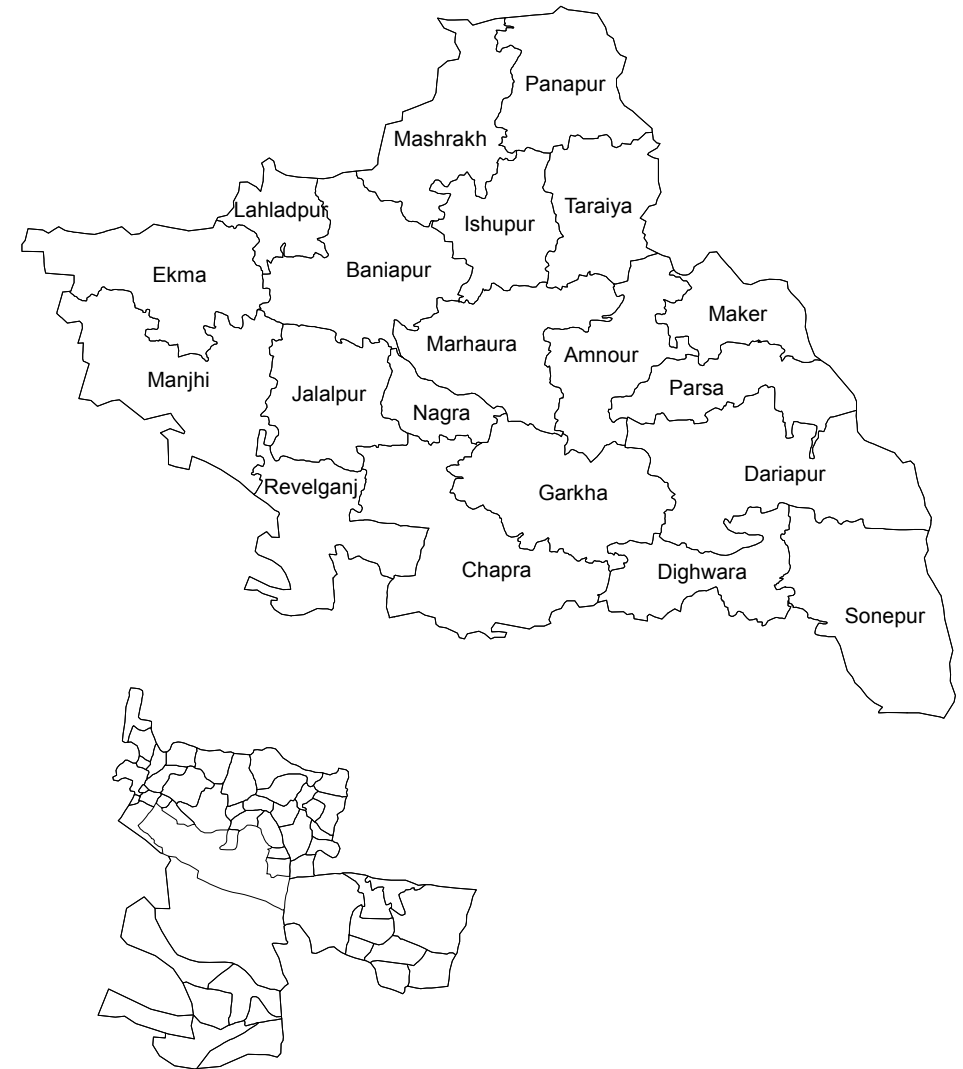 Panapur
Mashrakh
Lahladpur
Ishupur
Taraiya
Ekma
Baniapur
Maker
Marhaura
Amnour
Manjhi
Jalalpur
Parsa
Nagra
Dariapur
Revelganj
Garkha
Chapra
Dighwara
Sonepur